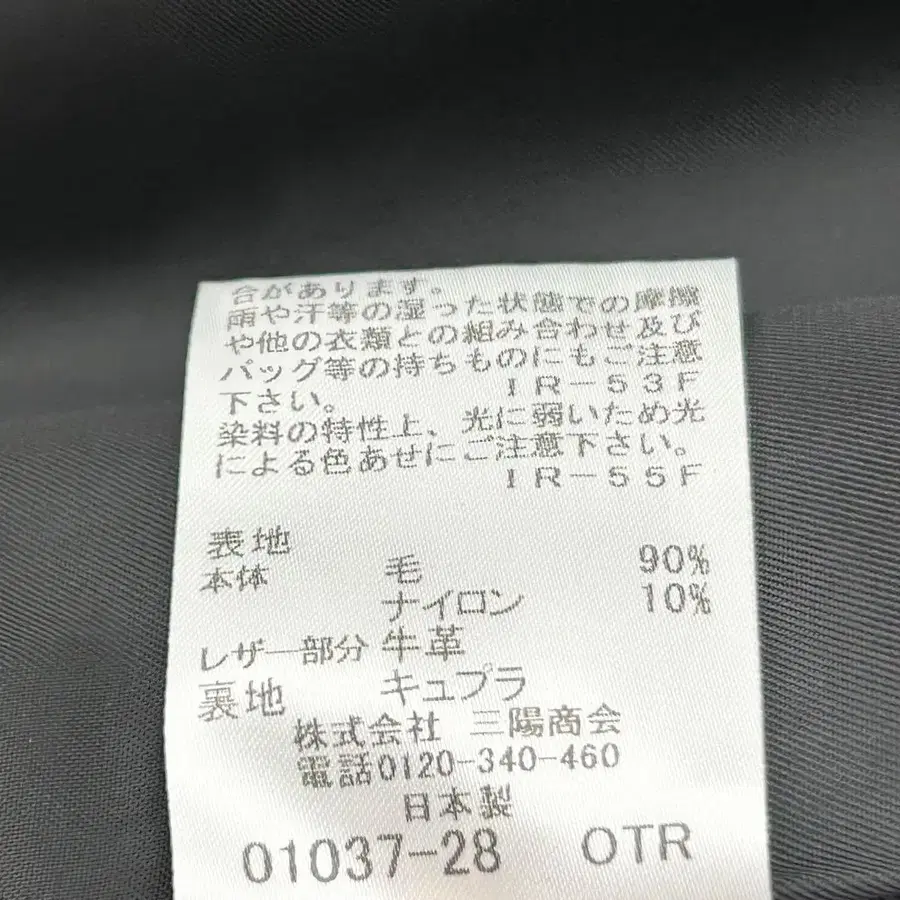 合があります。
雨や汗等の湿った状態での摩擦
や他の衣類との組み合わせ及び
バッグ等の持ちものにもご注意
下さい。 IR-53F
染料の特性上、光に弱いため光
による色あせにご注意下さい。
IR-55F
表地
本体 毛 90%
ナイロン 10%
レザー部分 牛革
裏地 キュプラ
株式会社 三陽商会
電話0120-340-460
日本製
01037-28 OTR